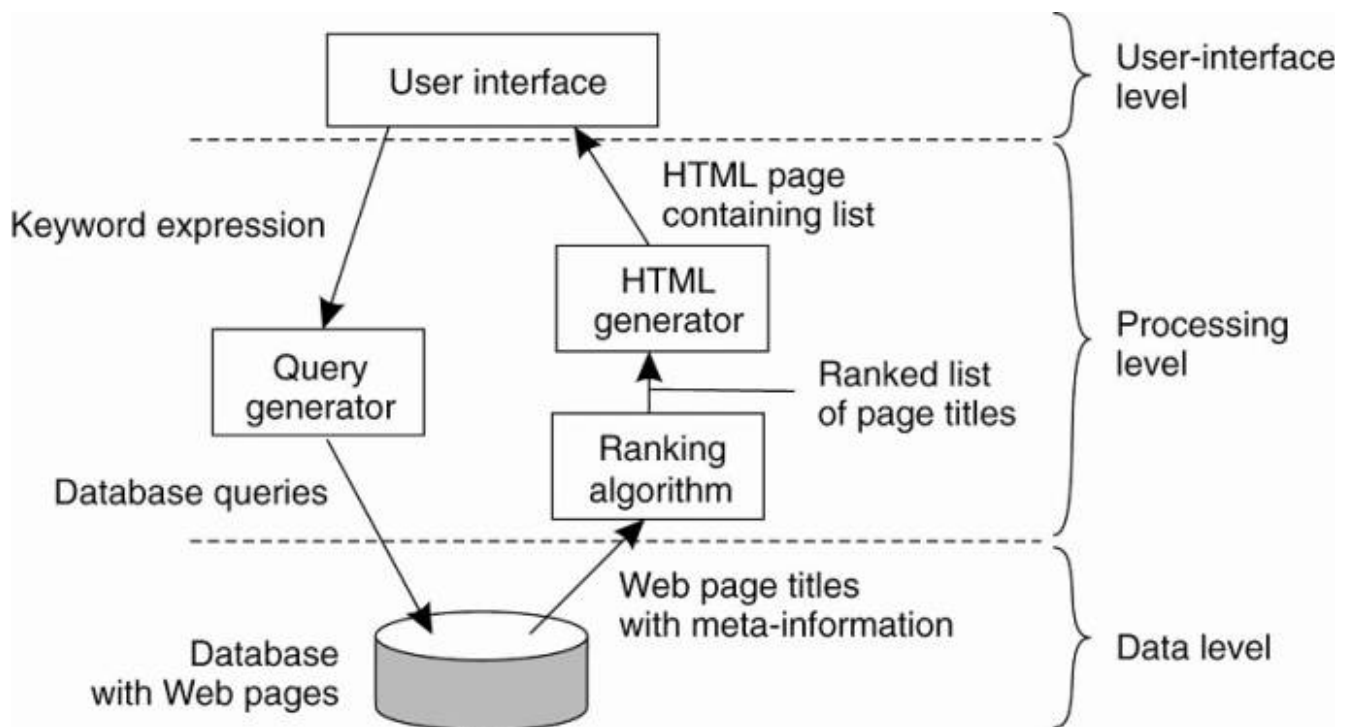 User interface
User-interface
level
Keyword expression
HTML page
containing list
HTML
generator
Processing
level
Query
generator
Ranked list
of page titles
Ranking
algorithm
Database queries
Web page titles
with meta-information
Database
with Web pages
Data level